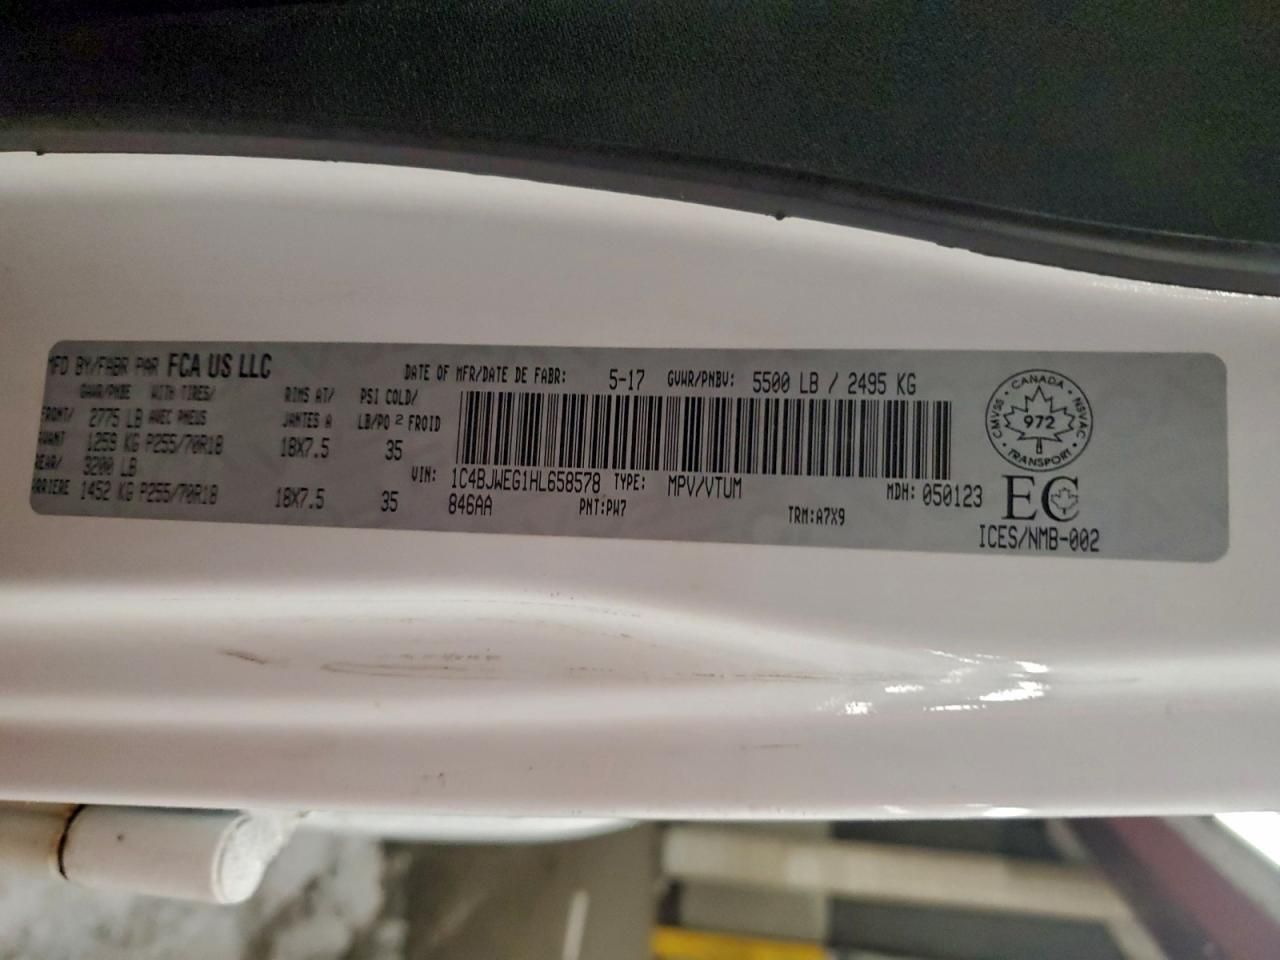 MFD BY/FABR PAR FCA US LLC
DATE OF MFR/DATE DE FABR: 5-17 GVWR/PNBV: 5500 LB / 2495 KG
GAWR/PNBE WITH TIRES/ RIMS AT/ PSI COLD/
FRONT/ 2775 LB AVEC PNEUS JANTES A LB/PO 2 FROID
AVANT 1259 KG P255/70R18 18X7.5 35
REAR/ 3200 LB
ARRIERE 1452 KG P255/70R18 18X7.5 35
VIN: 1C4BJWEG1HL658578 TYPE: MPV/VTUM MDH: 050123
846AA PNT:PW7 TRM:A7X9
CANADA
CMVSS 972 NSVAC
TRANSPORT
EC
ICES/NMB-002